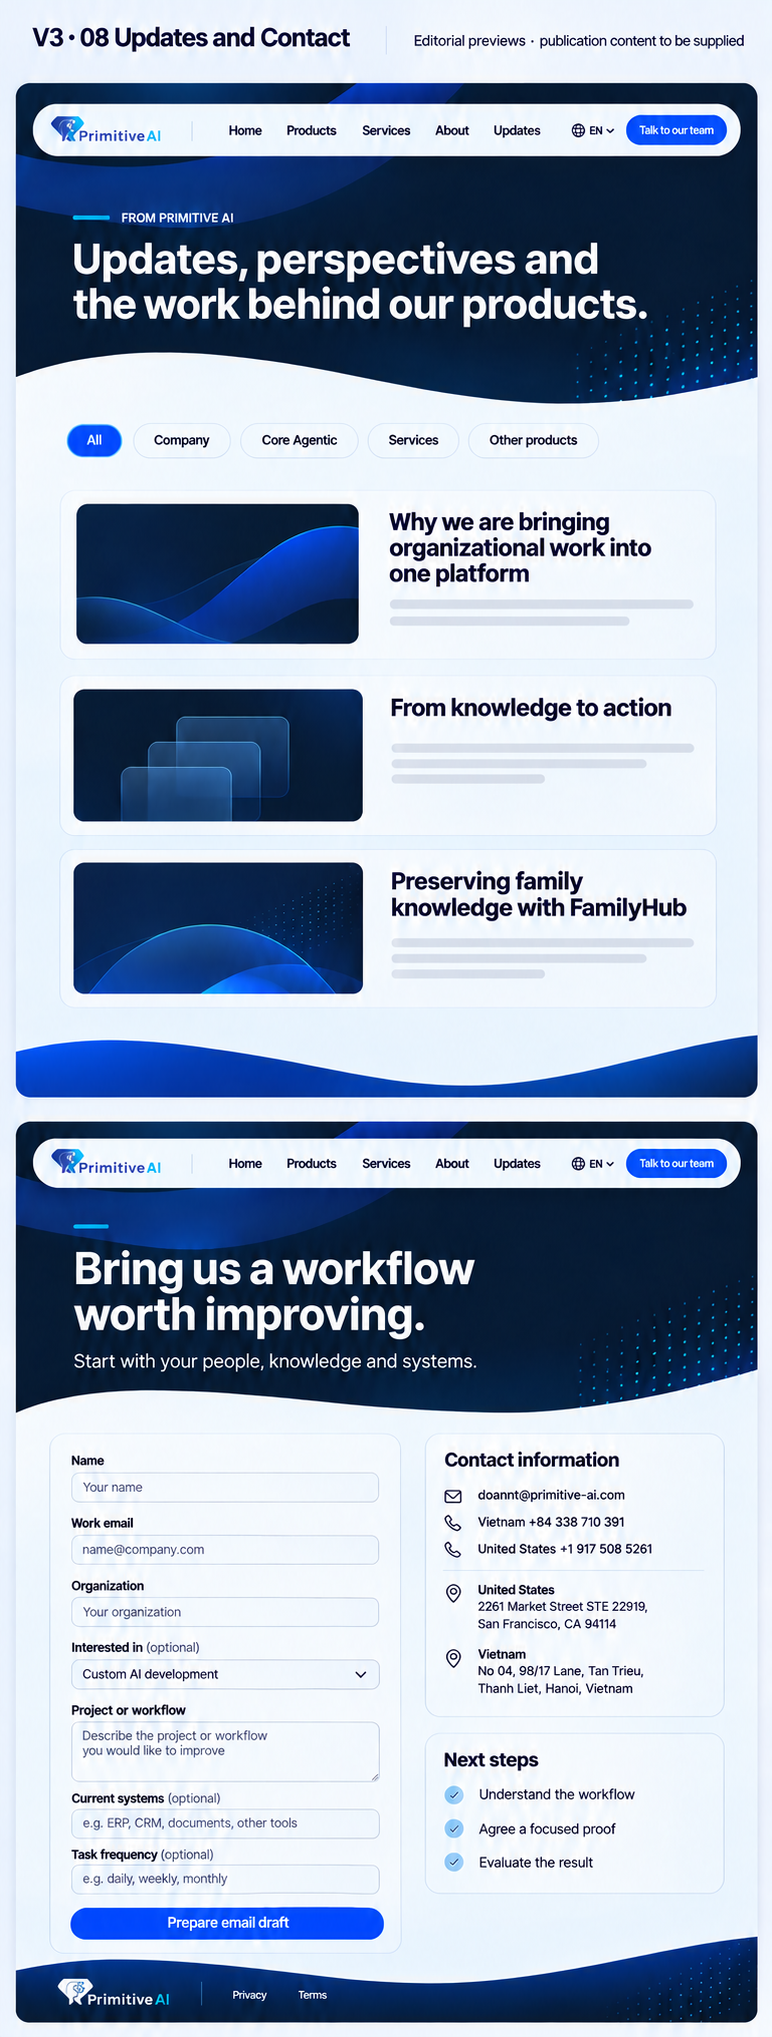 V3 • 08 Updates and Contact
Editorial previews · publication content to be supplied
Primitive AI
Home
Products
Services
About
Updates
EN
Talk to our team
FROM PRIMITIVE AI
Updates, perspectives and
the work behind our products.
All
Company
Core Agentic
Services
Other products
Why we are bringing
organizational work into
one platform
From knowledge to action
Preserving family
knowledge with FamilyHub
Primitive AI
Home
Products
Services
About
Updates
EN
Talk to our team
Bring us a workflow
worth improving.
Start with your people, knowledge and systems.
Name
Your name
Work email
name@company.com
Organization
Your organization
Interested in (optional)
Custom AI development
Project or workflow
Describe the project or workflow
you would like to improve
Current systems (optional)
e.g. ERP, CRM, documents, other tools
Task frequency (optional)
e.g. daily, weekly, monthly
Prepare email draft
Contact information
doannt@primitive-ai.com
Vietnam +84 338 710 391
United States +1 917 508 5261
United States
2261 Market Street STE 22919,
San Francisco, CA 94114
Vietnam
No 04, 98/17 Lane, Tan Trieu,
Thanh Liet, Hanoi, Vietnam
Next steps
Understand the workflow
Agree a focused proof
Evaluate the result
Primitive AI
Privacy
Terms